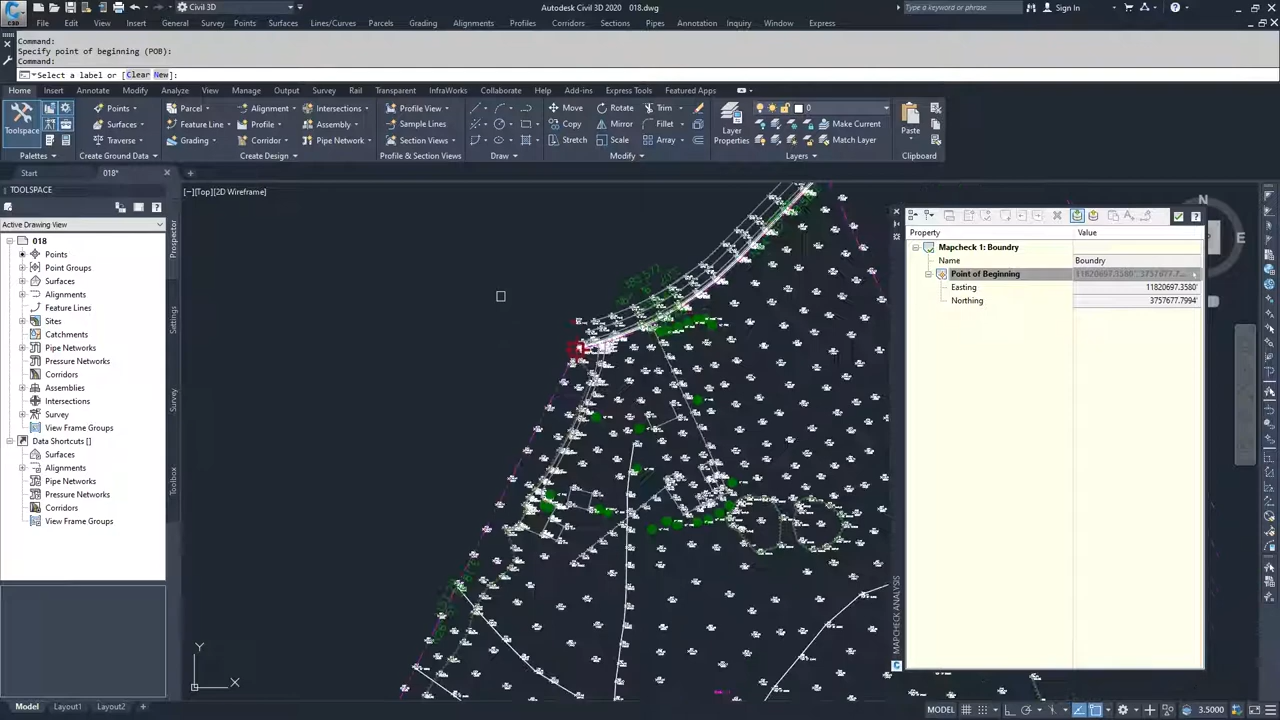 Civil 3D
Autodesk Civil 3D 2020 018.dwg
Type a keyword or phrase
Sign In
File Edit View Insert General Survey Points Surfaces Lines/Curves Parcels Grading Alignments Profiles Corridors Sections Pipes Annotation Inquiry Window Express
Command:
Specify point of beginning (POB):
Command:
Select a label or [Clear New]:
Home Insert Annotate Modify Analyze View Manage Output Survey Rail Transparent InfraWorks Collaborate Help Add-ins Express Tools Featured Apps
Toolspace
Palettes
Points
Surfaces
Traverse
Create Ground Data
Parcel
Feature Line
Grading
Alignment
Profile
Corridor
Intersections
Assembly
Pipe Network
Create Design
Profile View
Sample Lines
Section Views
Profile & Section Views
Draw
Move
Copy
Stretch
Rotate
Mirror
Scale
Trim
Fillet
Array
Modify
Layer
Properties
0
Make Current
Match Layer
Layers
Paste
Clipboard
Start
018*
TOOLSPACE
[−][Top][2D Wireframe]
Active Drawing View
018
Points
Point Groups
Surfaces
Alignments
Feature Lines
Sites
Catchments
Pipe Networks
Pressure Networks
Corridors
Assemblies
Intersections
Survey
View Frame Groups
Data Shortcuts []
Surfaces
Alignments
Pipe Networks
Pressure Networks
Corridors
View Frame Groups
Prospector
Settings
Survey
Toolbox
N
E
Property Value
Mapcheck 1: Boundry
Name Boundry
Point of Beginning 11820697.3580', 3757677.7...
Easting 11820697.3580'
Northing 3757677.7994'
MAPCHECK ANALYSIS
Y
X
Model Layout1 Layout2
MODEL
3.5000